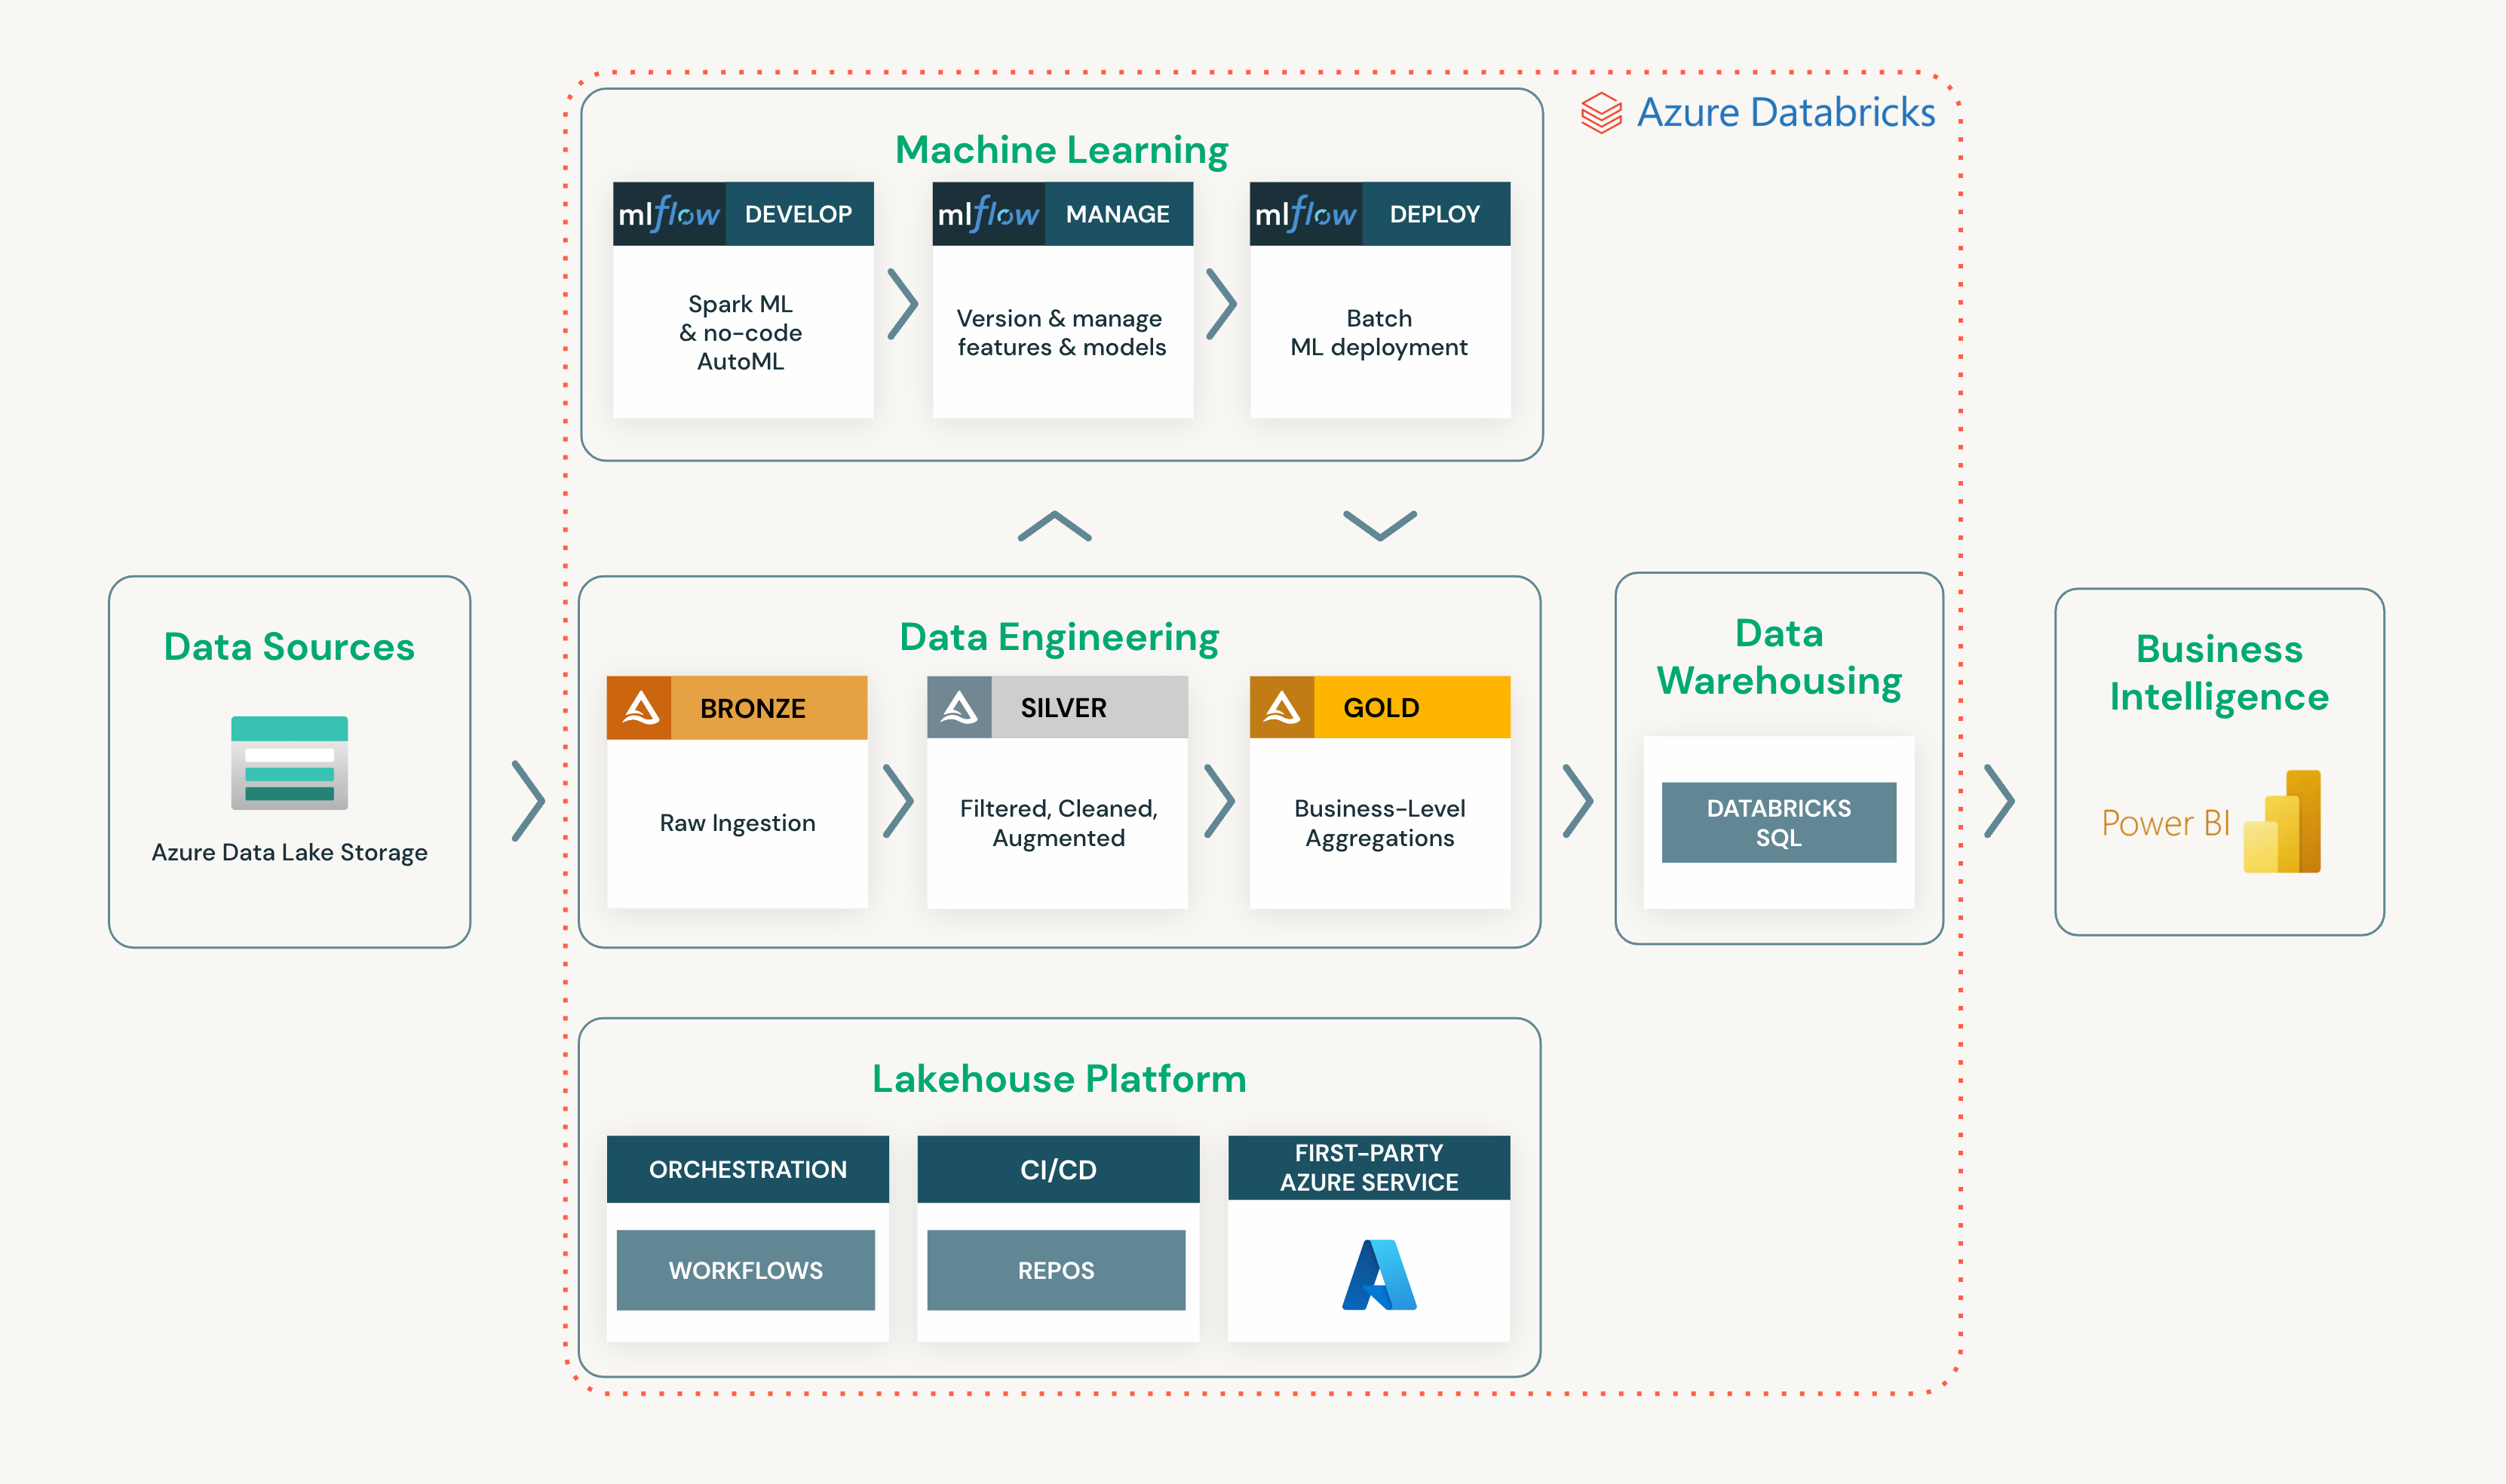 Azure Databricks
Machine Learning
mlflow DEVELOP
Spark ML
& no-code
AutoML
mlflow MANAGE
Version & manage
features & models
mlflow DEPLOY
Batch
ML deployment
Data Sources
Azure Data Lake Storage
Data Engineering
BRONZE
Raw Ingestion
SILVER
Filtered, Cleaned,
Augmented
GOLD
Business-Level
Aggregations
Data
Warehousing
DATABRICKS
SQL
Business
Intelligence
Power BI
Lakehouse Platform
ORCHESTRATION
WORKFLOWS
CI/CD
REPOS
FIRST-PARTY
AZURE SERVICE